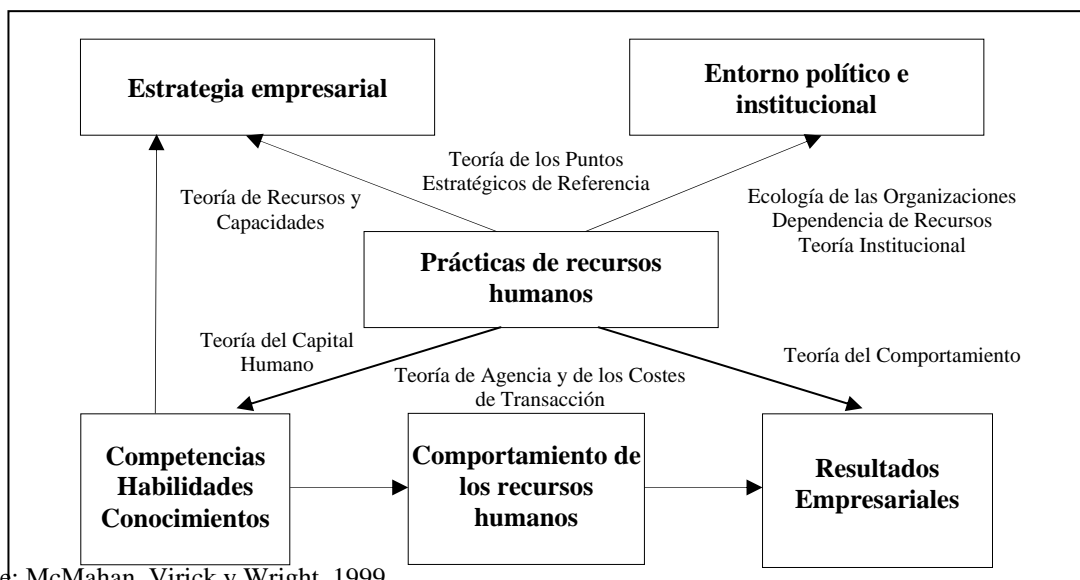 Estrategia empresarial
Entorno político e
institucional
Teoría de los Puntos
Estratégicos de Referencia
Teoría de Recursos y
Capacidades
Ecología de las Organizaciones
Dependencia de Recursos
Teoría Institucional
Prácticas de recursos
humanos
Teoría del Capital
Humano
Teoría del Comportamiento
Teoría de Agencia y de los Costes
de Transacción
Competencias
Habilidades
Conocimientos
Comportamiento de
los recursos
humanos
Resultados
Empresariales
McMahan, Virick y Wright, 1999